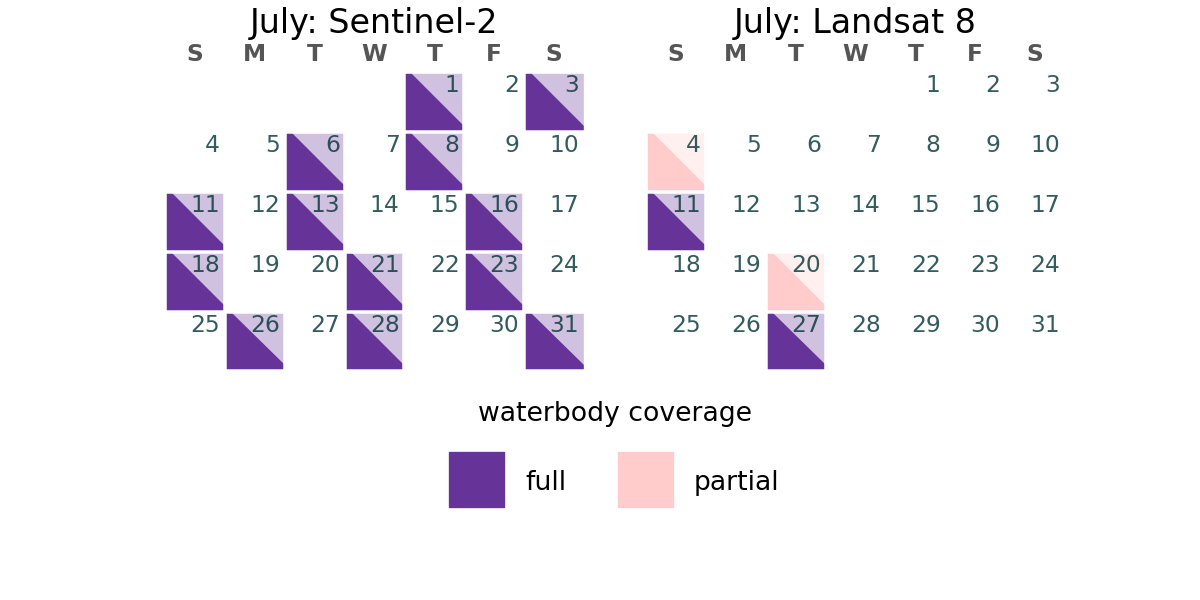 July: Sentinel-2
S M T W T F S
1 2 3
4 5 6 7 8 9 10
11 12 13 14 15 16 17
18 19 20 21 22 23 24
25 26 27 28 29 30 31
July: Landsat 8
S M T W T F S
1 2 3
4 5 6 7 8 9 10
11 12 13 14 15 16 17
18 19 20 21 22 23 24
25 26 27 28 29 30 31
waterbody coverage
full
partial